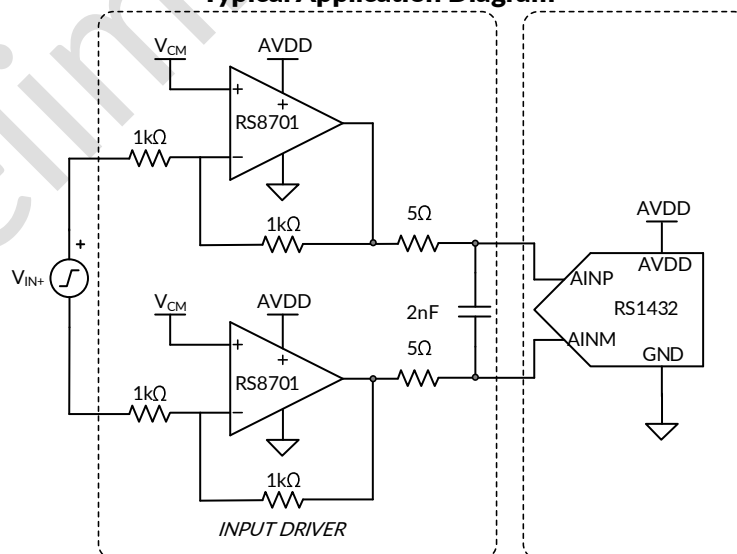 Typical Application Diagram
VCM
AVDD
+
+
RS8701
1kΩ
−
1kΩ
5Ω
+
VIN+
AVDD
AVDD
AINP
RS1432
AINM
GND
2nF
VCM
AVDD
+
+
RS8701
1kΩ
−
5Ω
1kΩ
INPUT DRIVER